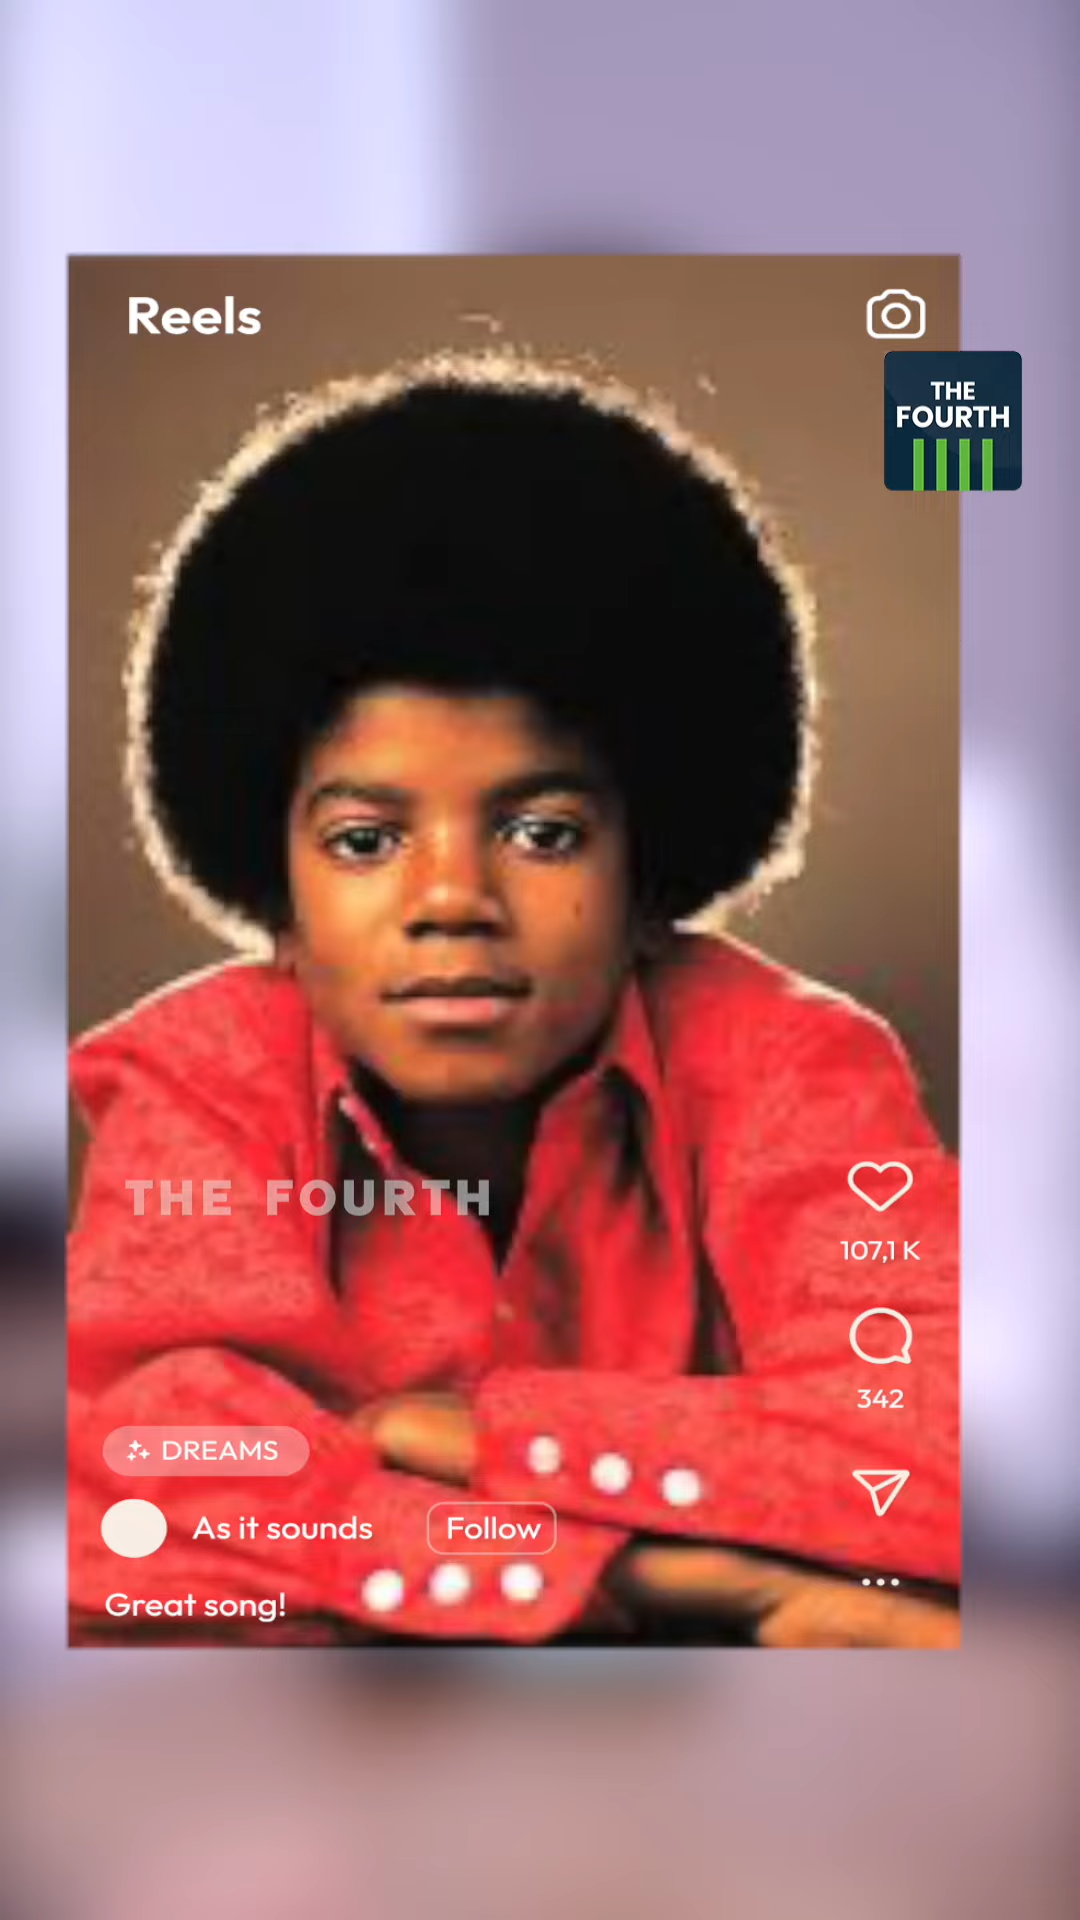 Reels
THE
FOURTH
THE FOURTH
107,1 K
342
DREAMS
As it sounds
Follow
Great song!